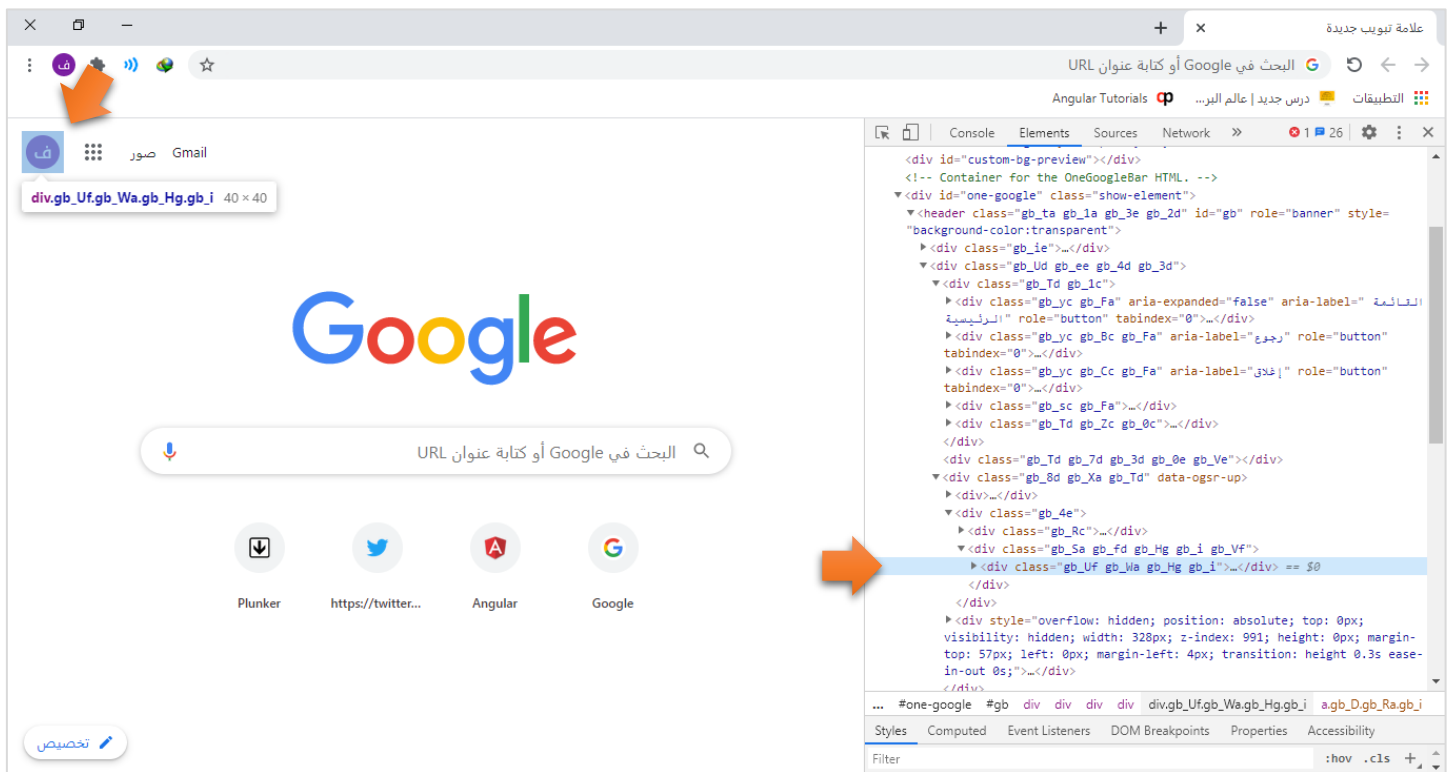 علامة تبويب جديدة
البحث في Google أو كتابة عنوان URL
ف
التطبيقات
درس جديد | عالم البر...
Angular Tutorials
ف
صور
Gmail
div.gb_Uf.gb_Wa.gb_Hg.gb_i 40 × 40
Google
البحث في Google أو كتابة عنوان URL
Plunker
https://twitter...
Angular
Google
تخصيص
Console Elements Sources Network » 1 26
<div id="custom-bg-preview"></div>
<!-- Container for the OneGoogleBar HTML. -->
▼<div id="one-google" class="show-element">
▼<header class="gb_ta gb_1a gb_3e gb_2d" id="gb" role="banner" style=
"background-color:transparent">
▶<div class="gb_ie">…</div>
▼<div class="gb_Ud gb_ee gb_4d gb_3d">
▼<div class="gb_Td gb_1c">
▶<div class="gb_yc gb_Fa" aria-expanded="false" aria-label="القائمة
الرئيسية" role="button" tabindex="0">…</div>
▶<div class="gb_yc gb_Bc gb_Fa" aria-label="رجوع" role="button"
tabindex="0">…</div>
▶<div class="gb_yc gb_Cc gb_Fa" aria-label="إغلاق" role="button"
tabindex="0">…</div>
▶<div class="gb_sc gb_Fa">…</div>
▶<div class="gb_Td gb_Zc gb_0c">…</div>
</div>
<div class="gb_Td gb_7d gb_3d gb_0e gb_Ve"></div>
▼<div class="gb_8d gb_Xa gb_Td" data-ogsr-up>
▶<div>…</div>
▼<div class="gb_4e">
▶<div class="gb_Rc">…</div>
▼<div class="gb_Sa gb_fd gb_Hg gb_i gb_Vf">
▶<div class="gb_Uf gb_Wa gb_Hg gb_i">…</div> == $0
</div>
</div>
▶<div style="overflow: hidden; position: absolute; top: 0px;
visibility: hidden; width: 328px; z-index: 991; height: 0px; margin-
top: 57px; left: 0px; margin-left: 4px; transition: height 0.3s ease-
in-out 0s;">…</div>
</div>
... #one-google #gb div div div div div.gb_Uf.gb_Wa.gb_Hg.gb_i a.gb_D.gb_Ra.gb_i
Styles Computed Event Listeners DOM Breakpoints Properties Accessibility
Filter :hov .cls +